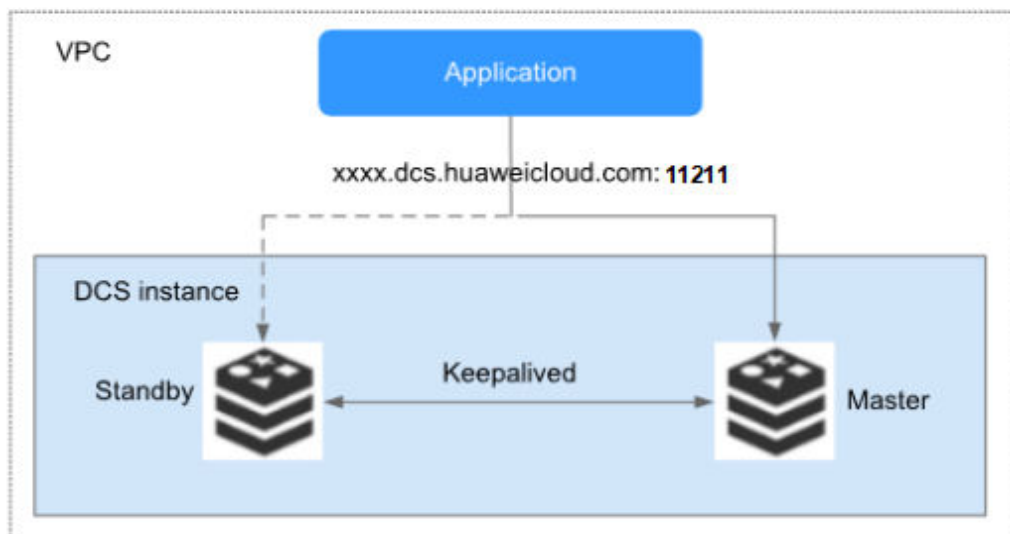 VPC
Application
xxxx.dcs.huaweicloud.com: 11211
DCS instance
Keepalived
Standby
Master